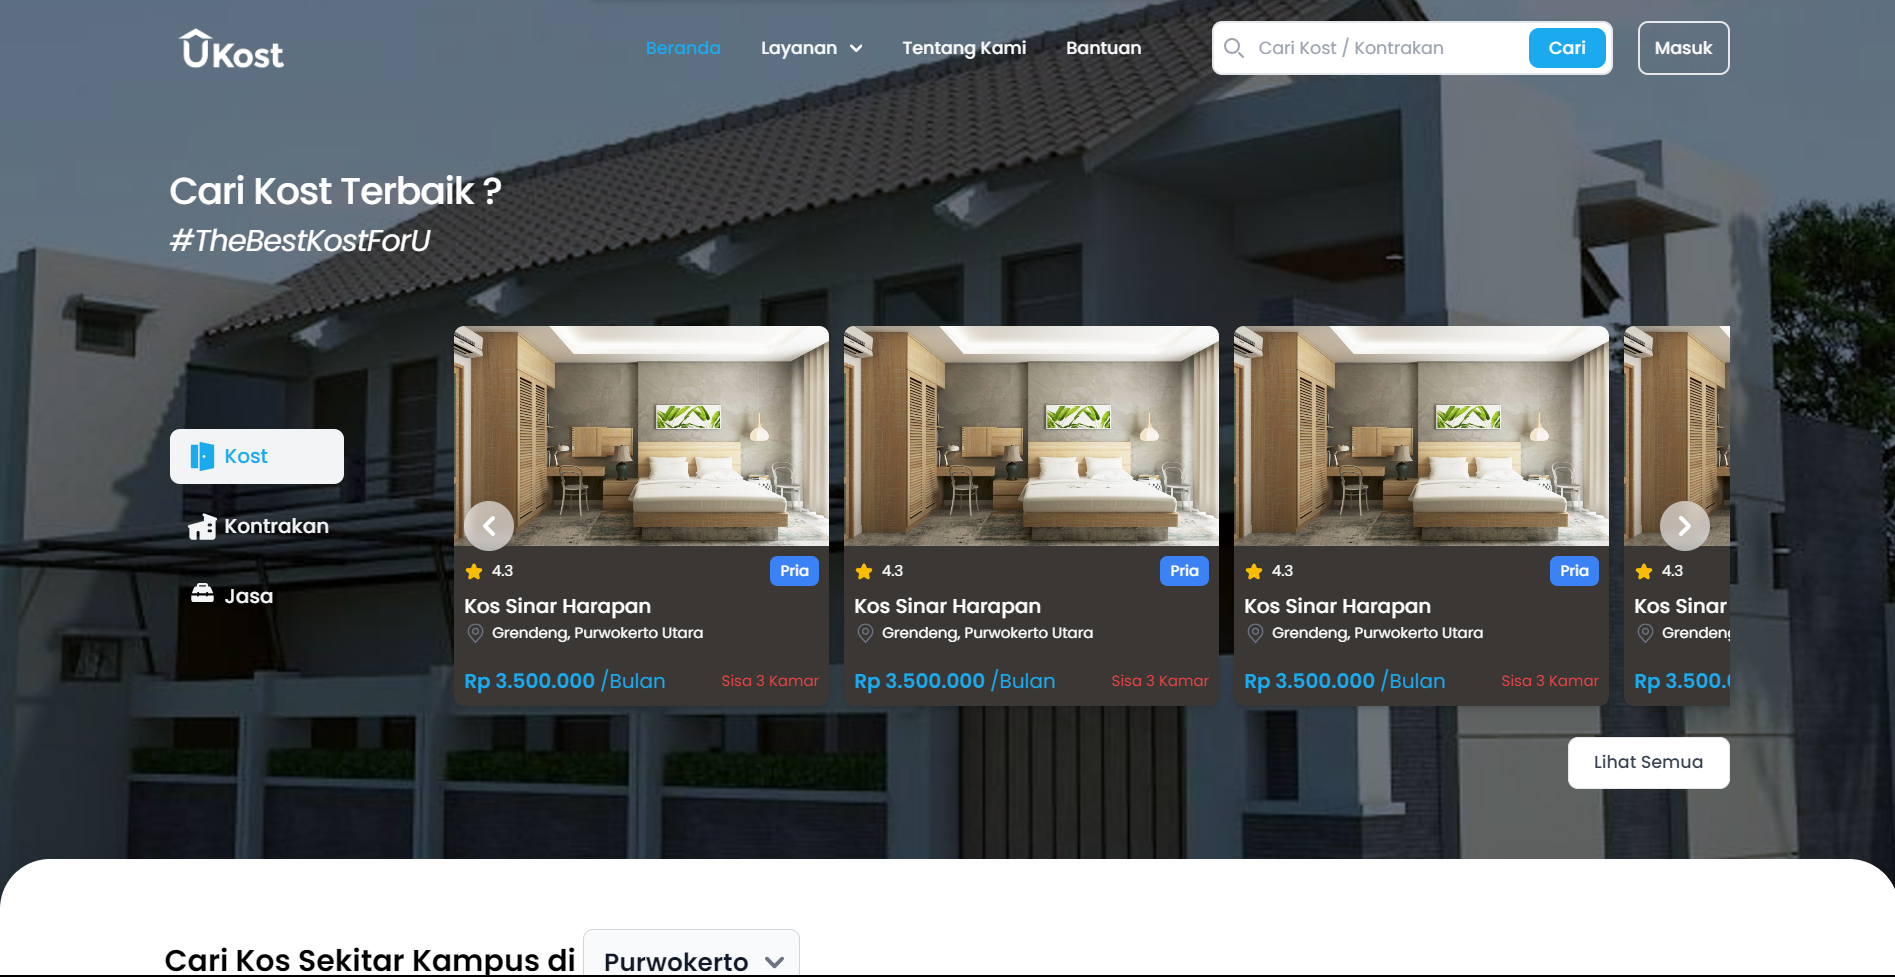 UKost
Beranda
Layanan
Tentang Kami
Bantuan
Cari Kost / Kontrakan
Cari
Masuk
Cari Kost Terbaik ?
#TheBestKostForU
Kost
Kontrakan
Jasa
4.3
Pria
Kos Sinar Harapan
Grendeng, Purwokerto Utara
Rp 3.500.000 /Bulan
Sisa 3 Kamar
4.3
Pria
Kos Sinar Harapan
Grendeng, Purwokerto Utara
Rp 3.500.000 /Bulan
Sisa 3 Kamar
4.3
Pria
Kos Sinar Harapan
Grendeng, Purwokerto Utara
Rp 3.500.000 /Bulan
Sisa 3 Kamar
4.3
Kos Sinar
Grendeng
Rp 3.500.0
Lihat Semua
Cari Kos Sekitar Kampus di Purwokerto